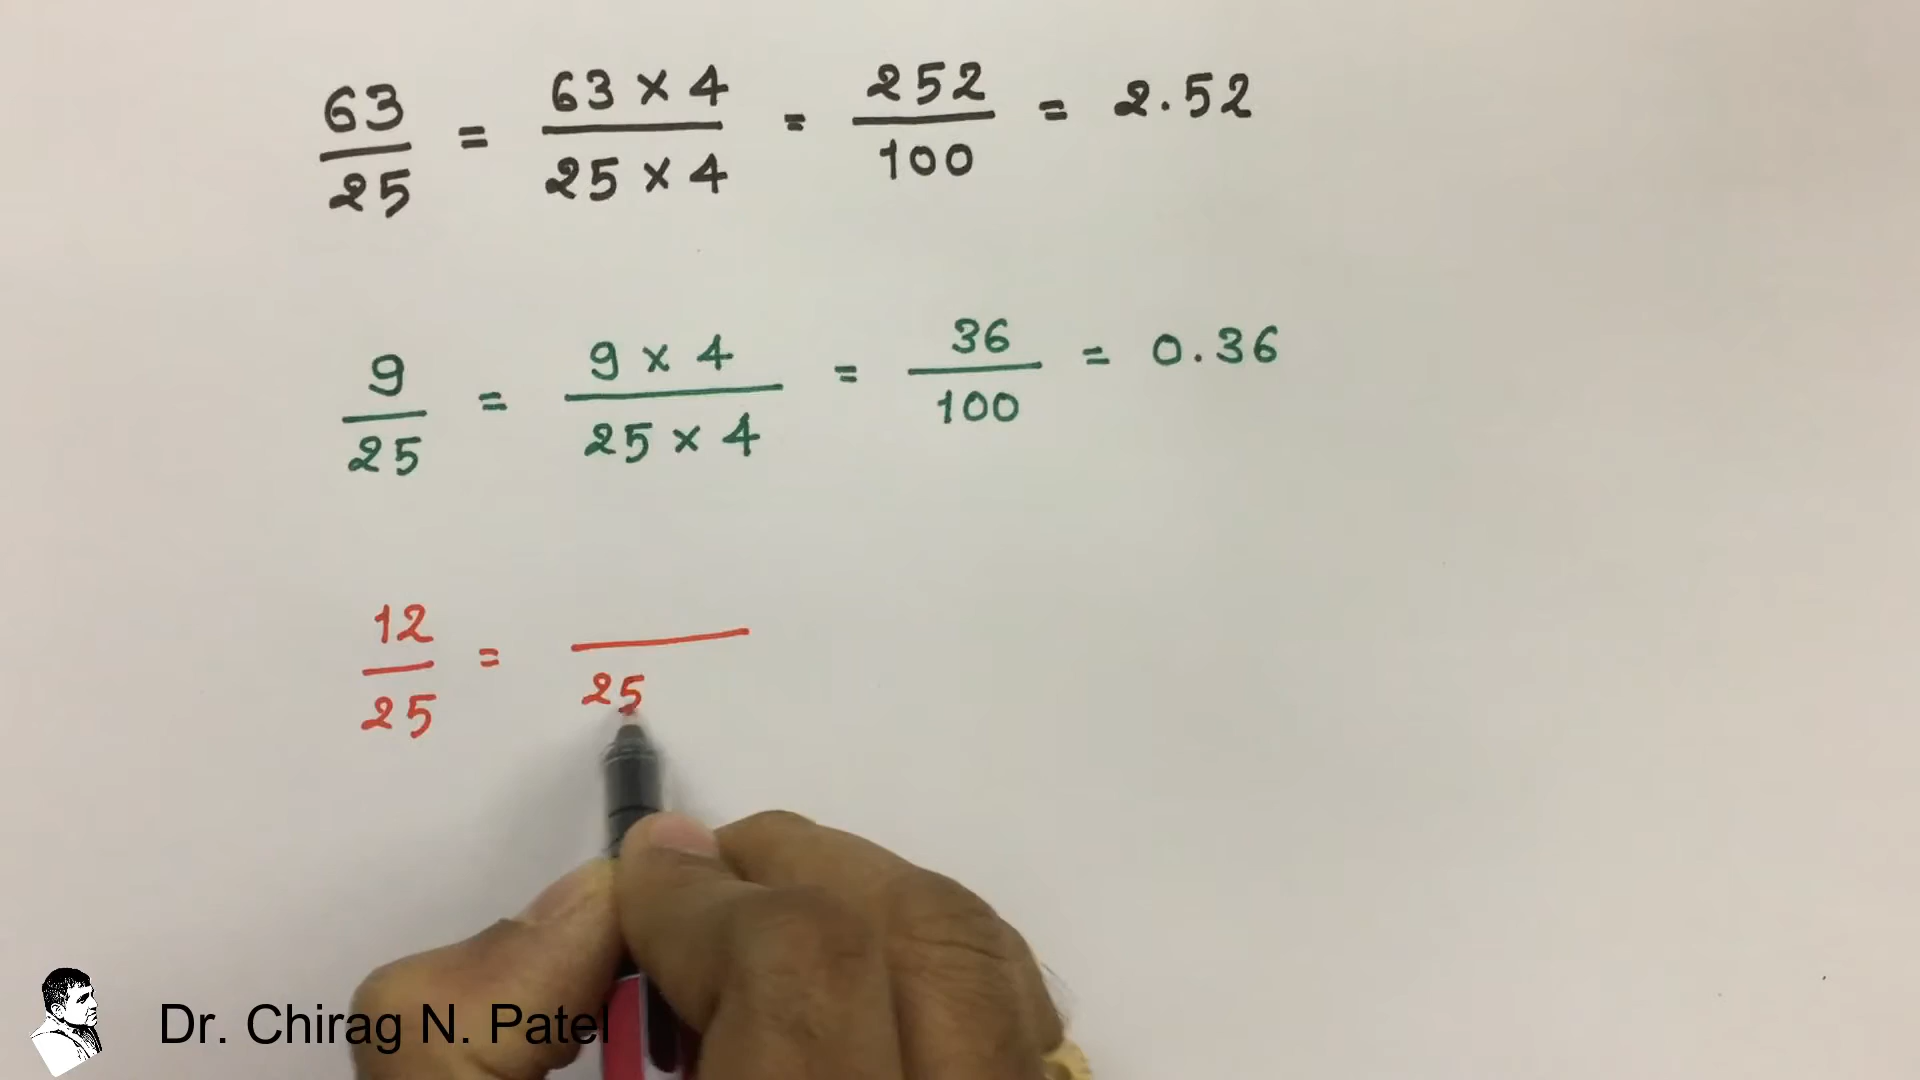 63/25 = 63 × 4/25 × 4 = 252/100 = 2.52
9/25 = 9 × 4/25 × 4 = 36/100 = 0.36
12/25 = /25
Dr. Chirag N. Patel